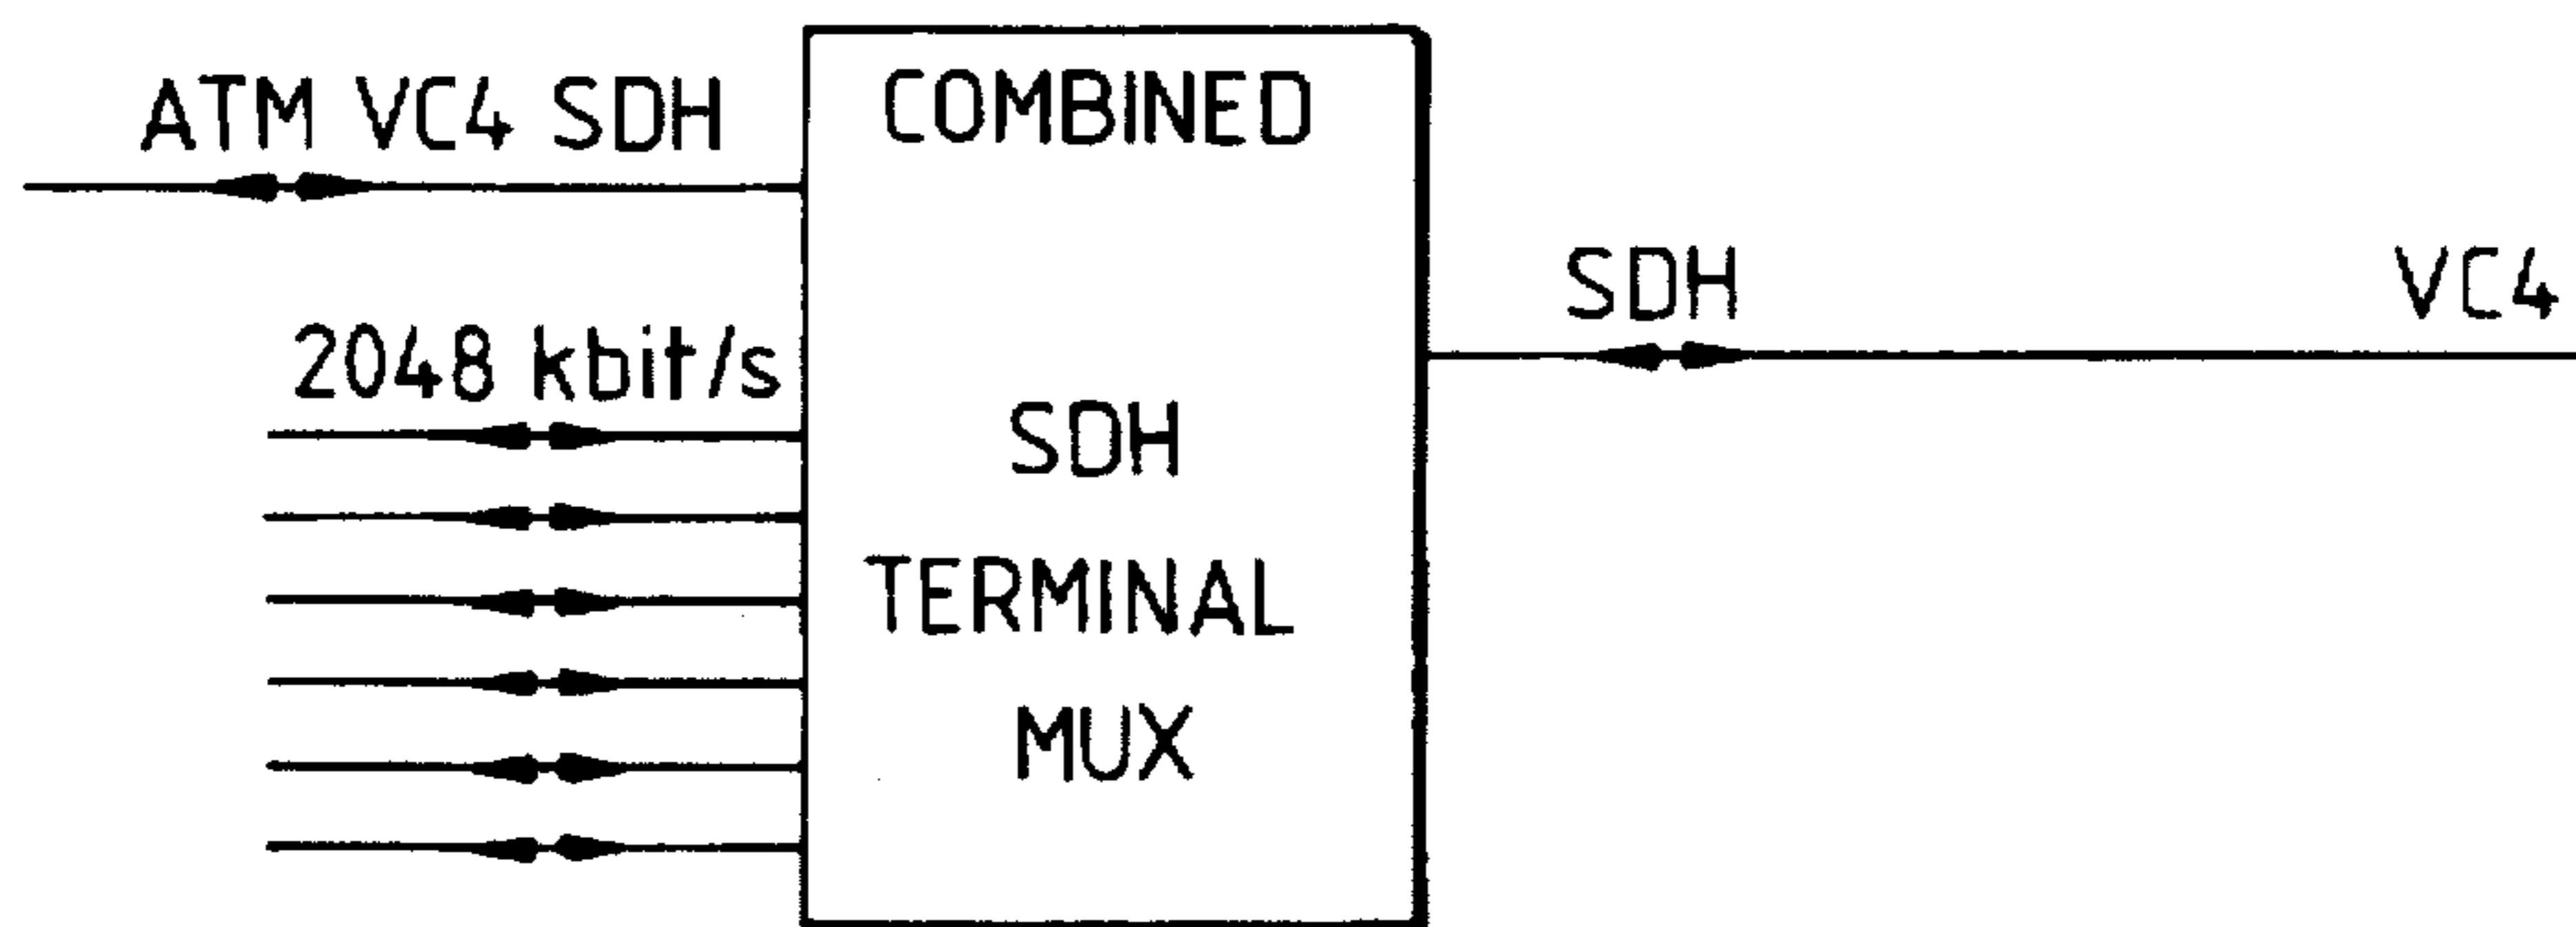 ATM VC4 SDH
2048 kbit/s
COMBINED
SDH
TERMINAL
MUX
SDH
VC4